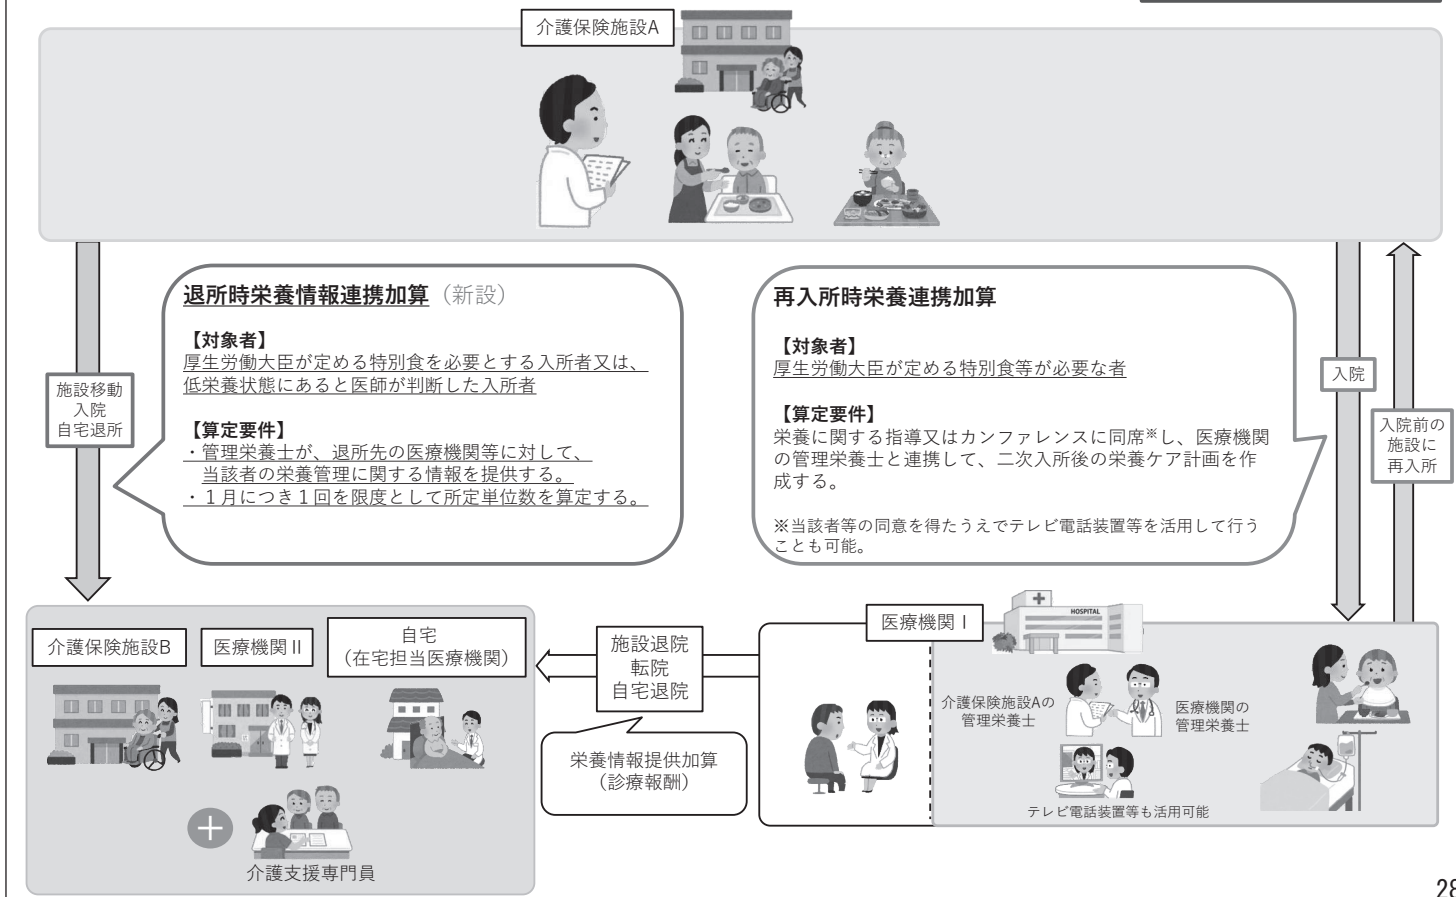 介護保険施設A
退所時栄養情報連携加算（新設）
【対象者】
厚生労働大臣が定める特別食を必要とする入所者又は、
低栄養状態にあると医師が判断した入所者
【算定要件】
・管理栄養士が、退所先の医療機関等に対して、
当該者の栄養管理に関する情報を提供する。
・１月につき１回を限度として所定単位数を算定する。
再入所時栄養連携加算
【対象者】
厚生労働大臣が定める特別食等が必要な者
【算定要件】
栄養に関する指導又はカンファレンスに同席※し、医療機関
の管理栄養士と連携して、二次入所後の栄養ケア計画を作
成する。
※当該者等の同意を得たうえでテレビ電話装置等を活用して行う
ことも可能。
施設移動
入院
自宅退所
入院
入院前の
施設に
再入所
介護保険施設B
医療機関Ⅱ
自宅
（在宅担当医療機関）
介護支援専門員
施設退院
転院
自宅退院
栄養情報提供加算
（診療報酬）
医療機関Ⅰ
HOSPITAL
介護保険施設Aの
管理栄養士
医療機関の
管理栄養士
テレビ電話装置等も活用可能
28